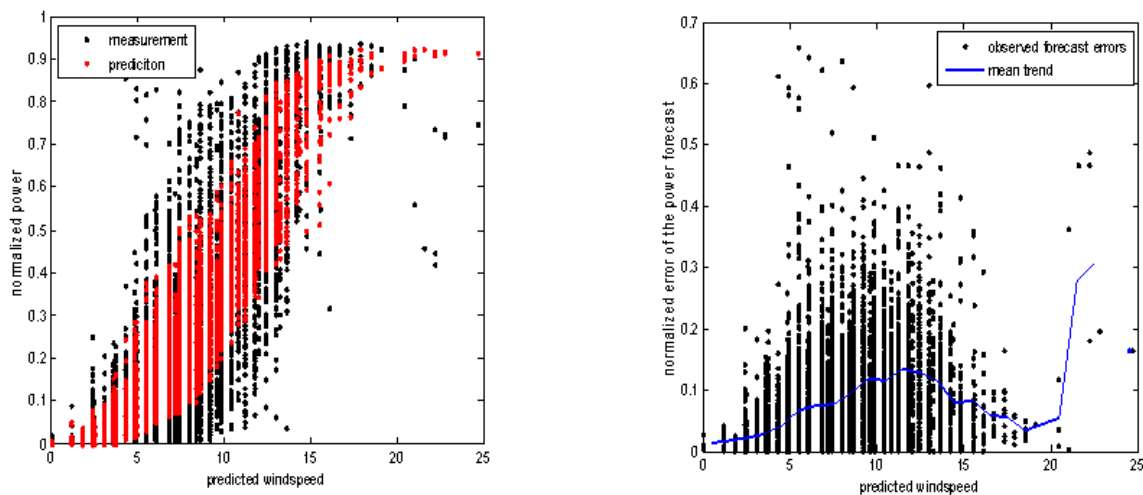 measurement
prediciton
normalized power
1
0.9
0.8
0.7
0.6
0.5
0.4
0.3
0.2
0.1
0
0 5 10 15 20 25
predicted windspeed
observed forecast errors
mean trend
normalized error of the power forecast
0.7
0.6
0.5
0.4
0.3
0.2
0.1
0
0 5 10 15 20 25
predicted windspeed